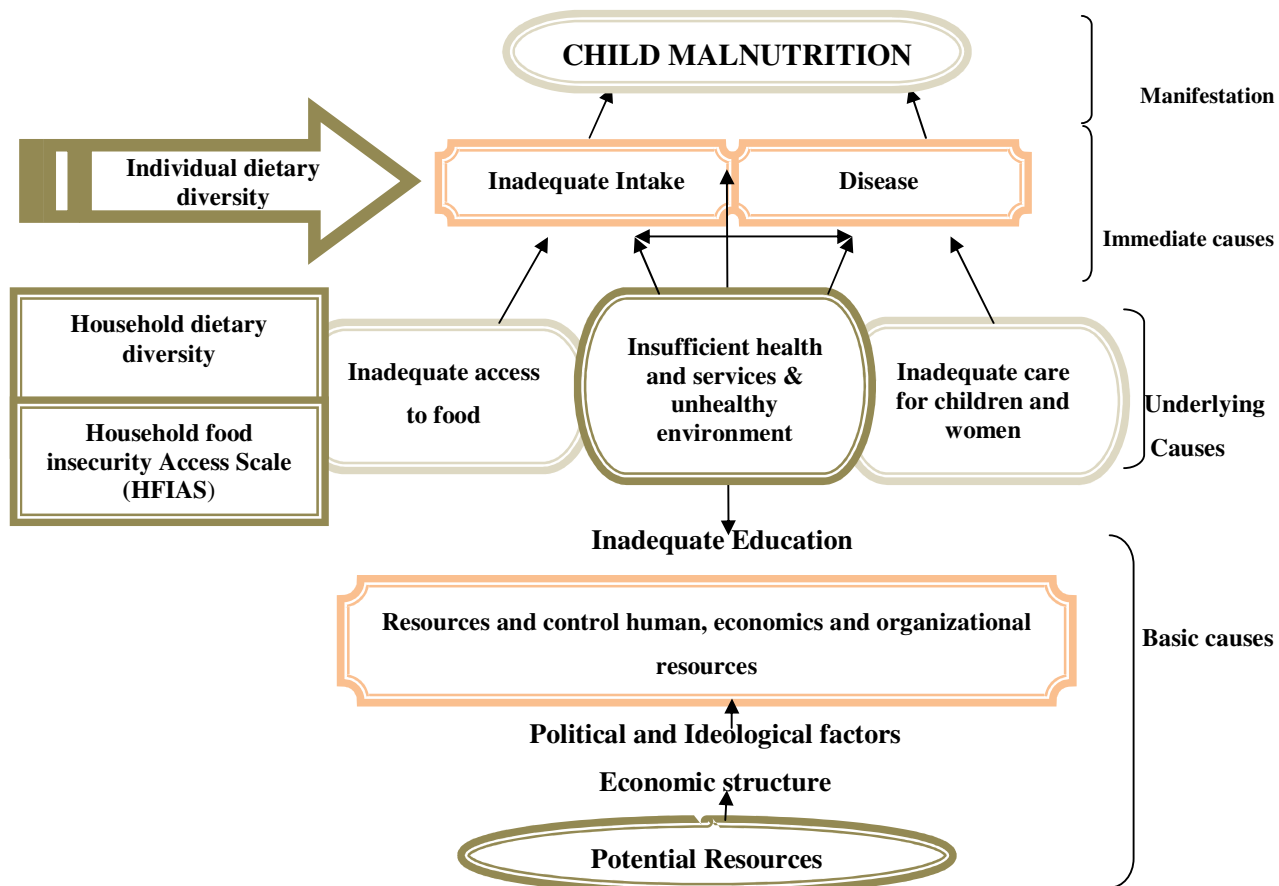 CHILD MALNUTRITION
Manifestation
Individual dietary
diversity
Inadequate Intake
Disease
Immediate causes
Household dietary
diversity
Household food
insecurity Access Scale
(HFIAS)
Inadequate access
to food
Insufficient health
and services &
unhealthy
environment
Inadequate care
for children and
women
Underlying
Causes
Inadequate Education
Resources and control human, economics and organizational
resources
Basic causes
Political and Ideological factors
Economic structure
Potential Resources